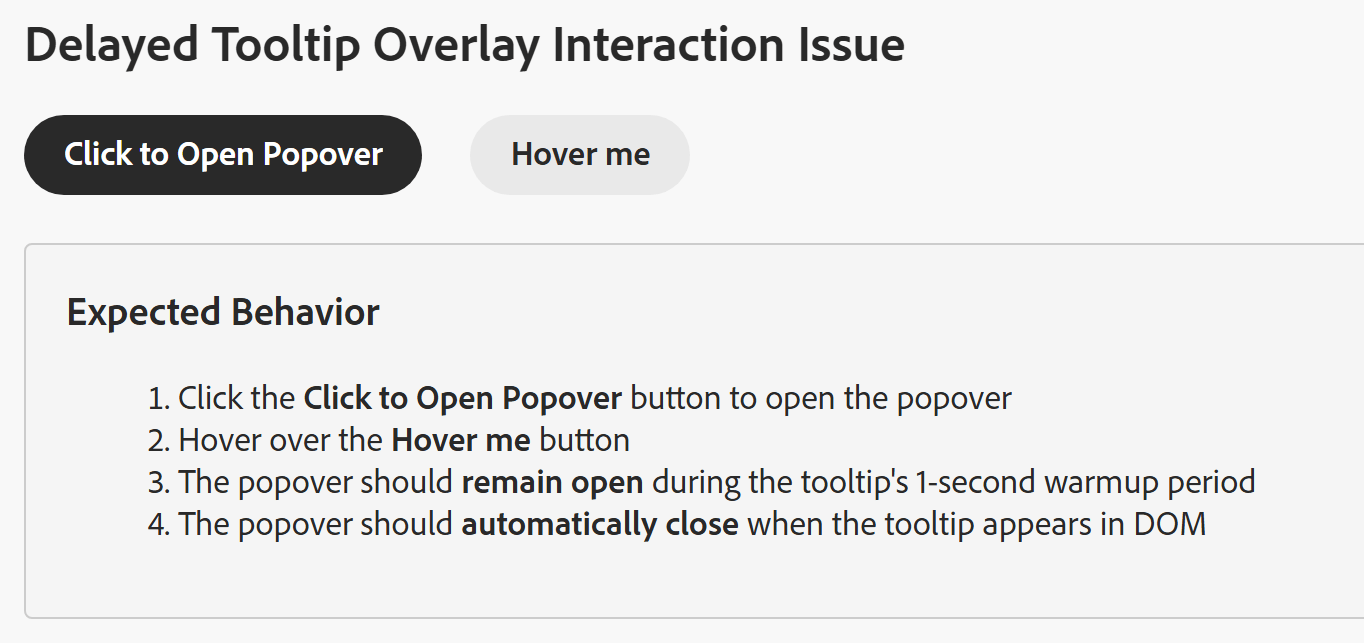 Delayed Tooltip Overlay Interaction Issue
Click to Open Popover
Hover me
Expected Behavior
1. Click the Click to Open Popover button to open the popover
2. Hover over the Hover me button
3. The popover should remain open during the tooltip's 1-second warmup period
4. The popover should automatically close when the tooltip appears in DOM